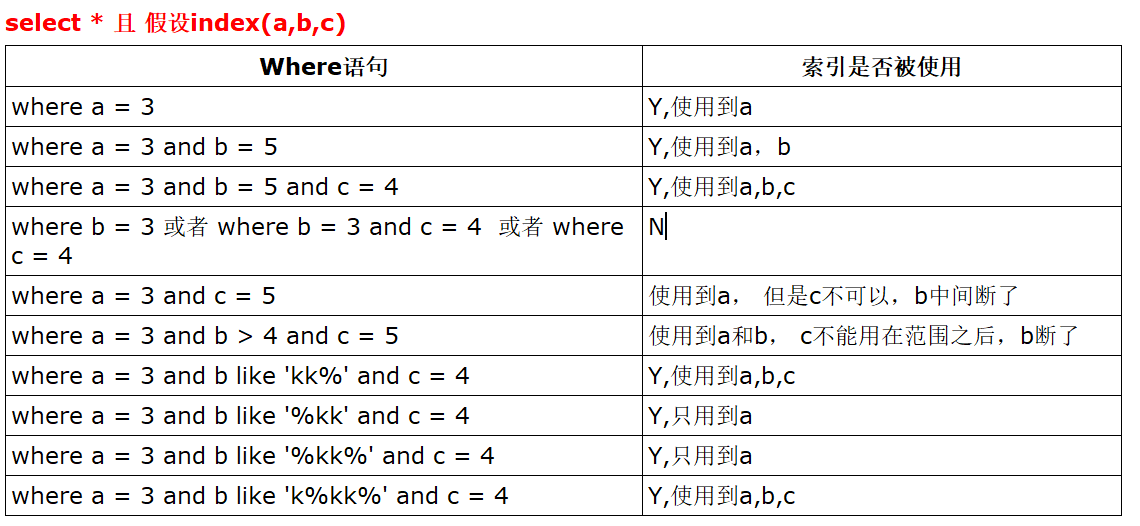 select * 且 假设index(a,b,c)
Where语句 索引是否被使用
where a = 3 Y,使用到a
where a = 3 and b = 5 Y,使用到a，b
where a = 3 and b = 5 and c = 4 Y,使用到a,b,c
where b = 3 或者 where b = 3 and c = 4 或者 where N
c = 4
where a = 3 and c = 5 使用到a， 但是c不可以，b中间断了
where a = 3 and b > 4 and c = 5 使用到a和b， c不能用在范围之后，b断了
where a = 3 and b like 'kk%' and c = 4 Y,使用到a,b,c
where a = 3 and b like '%kk' and c = 4 Y,只用到a
where a = 3 and b like '%kk%' and c = 4 Y,只用到a
where a = 3 and b like 'k%kk%' and c = 4 Y,使用到a,b,c